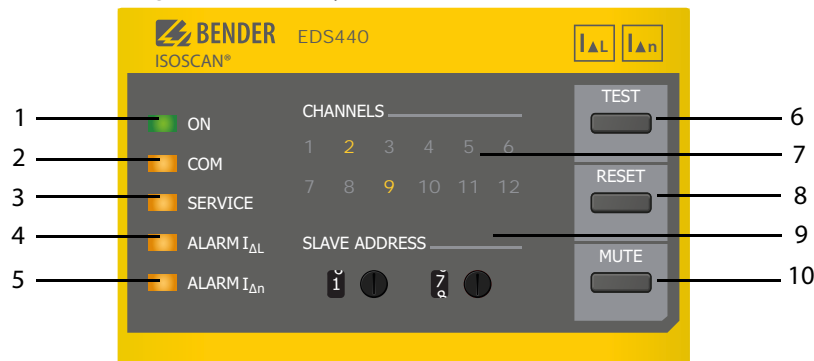 BENDER EDS440
ISOSCAN®
IΔL IΔn
1 ON
2 COM
3 SERVICE
4 ALARM IΔL
5 ALARM IΔn
CHANNELS
1 2 3 4 5 6
7 8 9 10 11 12
SLAVE ADDRESS
1 7
TEST
6
7
RESET
8
9
MUTE
10